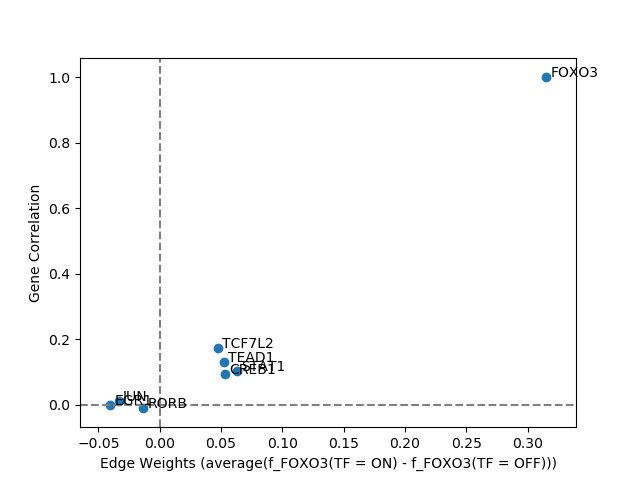 FOXO3
TCF7L2
TEAD1
STAT1
CREB1
JUN
EGR1
RORB
1.0
0.8
0.6
0.4
0.2
0.0
Gene Correlation
−0.05 0.00 0.05 0.10 0.15 0.20 0.25 0.30
Edge Weights (average(f_FOXO3(TF = ON) - f_FOXO3(TF = OFF)))